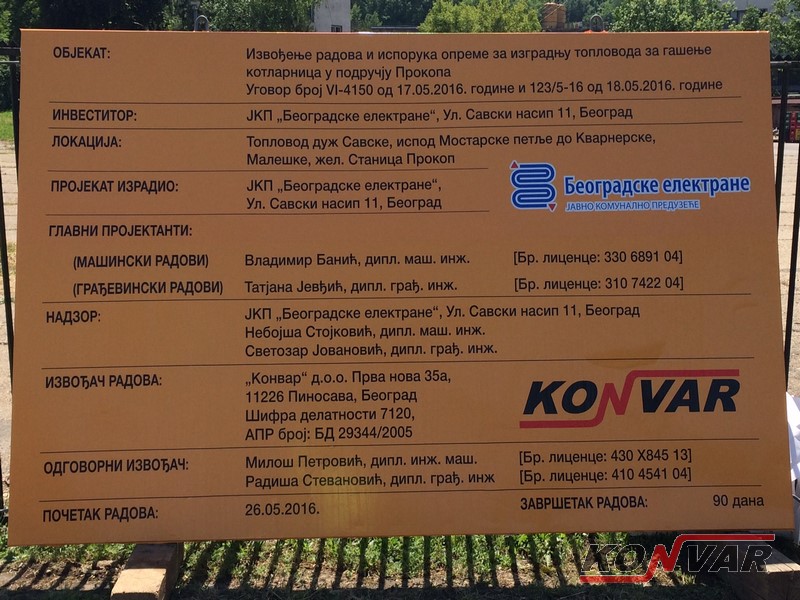 ОБЈЕКАТ: Извођење радова и испорука опреме за изградњу топловода за гашење
котларница у подручју Прокопа
Уговор број VI-4150 од 17.05.2016. године и 123/5-16 од 18.05.2016. године
ИНВЕСТИТОР: ЈКП „Београдске електране“, Ул. Савски насип 11, Београд
ЛОКАЦИЈА: Топловод дуж Савске, испод Мостарске петље до Кварнерске,
Малешке, жел. Станица Прокоп
ПРОЈЕКАТ ИЗРАДИО: ЈКП „Београдске електране“,
Ул. Савски насип 11, Београд
Београдске електране
ЈАВНО КОМУНАЛНО ПРЕДУЗЕЋЕ
ГЛАВНИ ПРОЈЕКТАНТИ:
(МАШИНСКИ РАДОВИ) Владимир Банић, дипл. маш. инж. [Бр. лиценце: 330 6891 04]
(ГРАЂЕВИНСКИ РАДОВИ) Татјана Јевђић, дипл. грађ. инж. [Бр. лиценце: 310 7422 04]
НАДЗОР: ЈКП „Београдске електране“, Ул. Савски насип 11, Београд
Небојша Стојковић, дипл. маш. инж.
Светозар Јовановић, дипл. грађ. инж.
ИЗВОЂАЧ РАДОВА: „Конвар“ д.о.о. Прва нова 35а,
11226 Пиносава, Београд
Шифра делатности 7120,
АПР број: БД 29344/2005
KONVAR
ОДГОВОРНИ ИЗВОЂАЧ: Милош Петровић, дипл. инж. маш. [Бр. лиценце: 430 X845 13]
Радиша Стевановић, дипл. грађ. инж [Бр. лиценце: 410 4541 04]
ПОЧЕТАК РАДОВА: 26.05.2016. ЗАВРШЕТАК РАДОВА: 90 дана
KONVAR